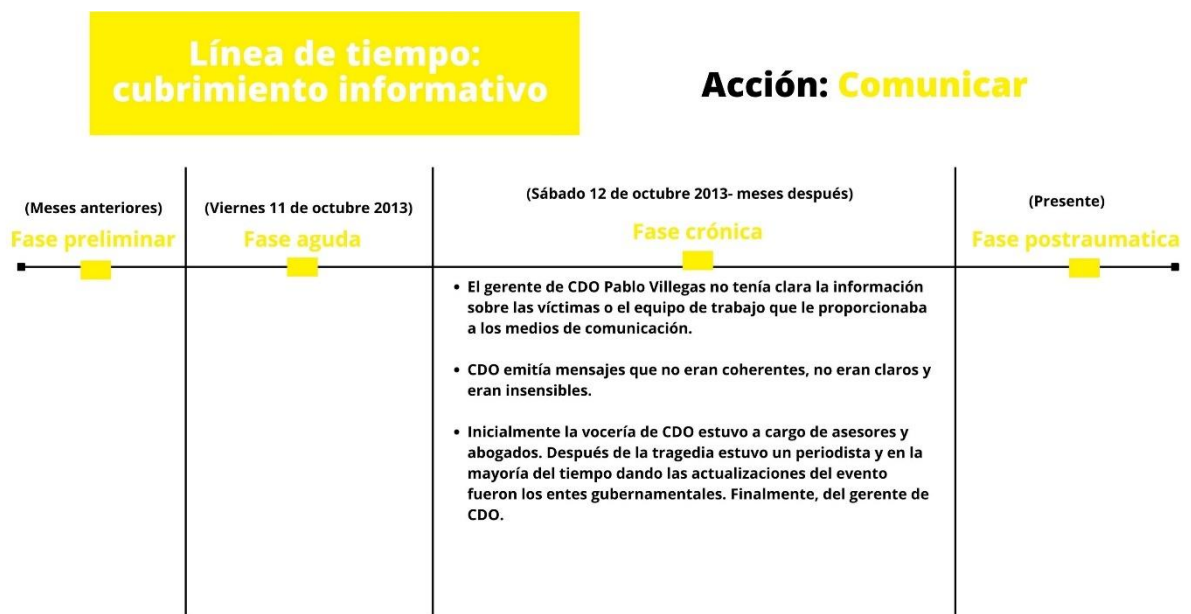 Línea de tiempo:
cubrimiento informativo
Acción: Comunicar
(Meses anteriores)
Fase preliminar
(Viernes 11 de octubre 2013)
Fase aguda
(Sábado 12 de octubre 2013- meses después)
Fase crónica
(Presente)
Fase postraumatica
• El gerente de CDO Pablo Villegas no tenía clara la información
sobre las víctimas o el equipo de trabajo que le proporcionaba
a los medios de comunicación.
• CDO emitía mensajes que no eran coherentes, no eran claros y
eran insensibles.
• Inicialmente la vocería de CDO estuvo a cargo de asesores y
abogados. Después de la tragedia estuvo un periodista y en la
mayoría del tiempo dando las actualizaciones del evento
fueron los entes gubernamentales. Finalmente, del gerente de
CDO.